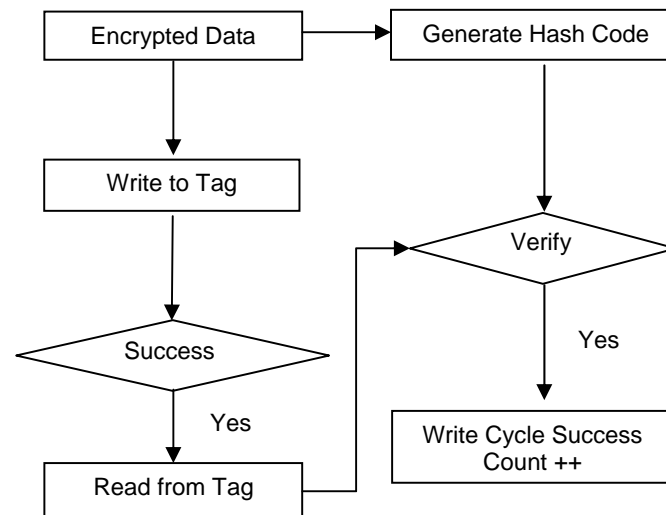 Encrypted Data
Generate Hash Code
Write to Tag
Verify
Success
Yes
Yes
Write Cycle Success
Count ++
Read from Tag